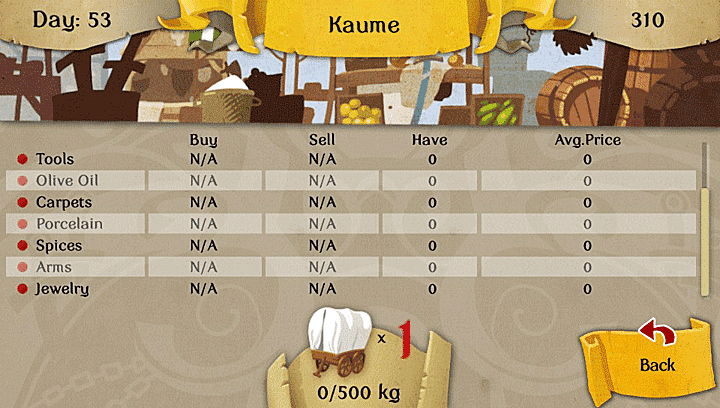 Day: 53
Kaume
310
Buy Sell Have Avg.Price
Tools N/A N/A 0 0
Olive Oil N/A N/A 0 0
Carpets N/A N/A 0 0
Porcelain N/A N/A 0 0
Spices N/A N/A 0 0
Arms N/A N/A 0 0
Jewelry N/A N/A 0 0
x 1
0/500 kg
Back